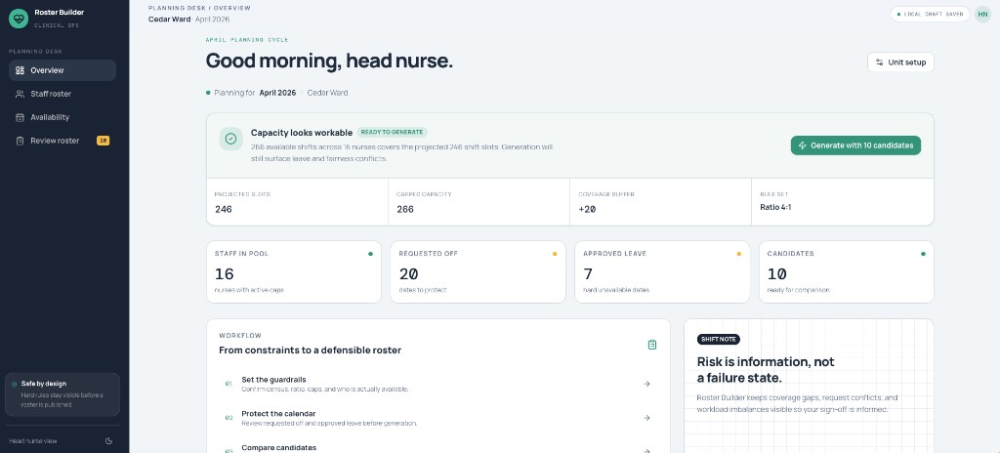 Roster Builder
CLINICAL OPS
PLANNING DESK
Overview
Staff roster
Availability
Review roster 10
Safe by design
Hard rules stay visible before a
roster is published.
Head nurse view
PLANNING DESK / OVERVIEW
Cedar Ward · April 2026
LOCAL DRAFT SAVED
HN
APRIL PLANNING CYCLE
Good morning, head nurse.
Planning for April 2026 Cedar Ward
Unit setup
Capacity looks workable READY TO GENERATE
266 available shifts across 16 nurses covers the projected 246 shift slots. Generation will
still surface leave and fairness conflicts.
Generate with 10 candidates
PROJECTED SLOTS
246
CAPPED CAPACITY
266
COVERAGE BUFFER
+20
RULE SET
Ratio 4:1
STAFF IN POOL
16
nurses with active caps
REQUESTED OFF
20
dates to protect
APPROVED LEAVE
7
hard unavailable dates
CANDIDATES
10
ready for comparison
WORKFLOW
From constraints to a defensible roster
01 Set the guardrails
Confirm census, ratio, caps, and who is actually available.
02 Protect the calendar
Review requested off and approved leave before generation.
03 Compare candidates
SHIFT NOTE
Risk is information, not
a failure state.
Roster Builder keeps coverage gaps, request conflicts, and
workload imbalances visible so your sign-off is informed.